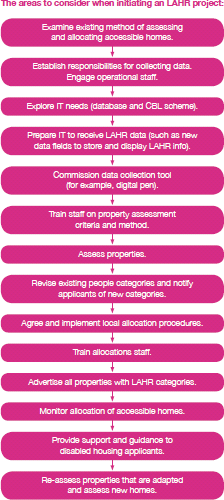 The areas to consider when initiating an LAHR project:
Examine existing method of assessing
and allocating accessible homes.
Establish responsibilities for collecting data.
Engage operational staff.
Explore IT needs (database and CBL scheme).
Prepare IT to receive LAHR data (such as new
data fields to store and display LAHR info).
Commission data collection tool
(for example, digital pen).
Train staff on property assessment
criteria and method.
Assess properties.
Revise existing people categories and notify
applicants of new categories.
Agree and implement local allocation procedures.
Train allocations staff.
Advertise all properties with LAHR categories.
Monitor allocation of accessible homes.
Provide support and guidance to
disabled housing applicants.
Re-assess properties that are adapted
and assess new homes.